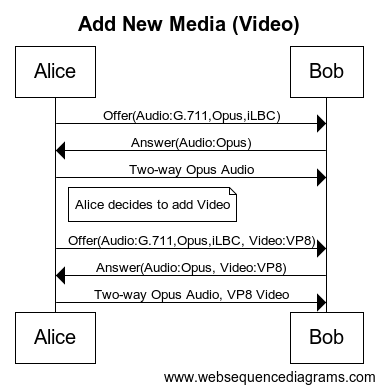 Add New Media (Video)
Alice Bob
Offer(Audio:G.711,Opus,iLBC)
Answer(Audio:Opus)
Two-way Opus Audio
Alice decides to add Video
Offer(Audio:G.711,Opus,iLBC, Video:VP8)
Answer(Audio:Opus, Video:VP8)
Two-way Opus Audio, VP8 Video
Alice Bob
www.websequencediagrams.com